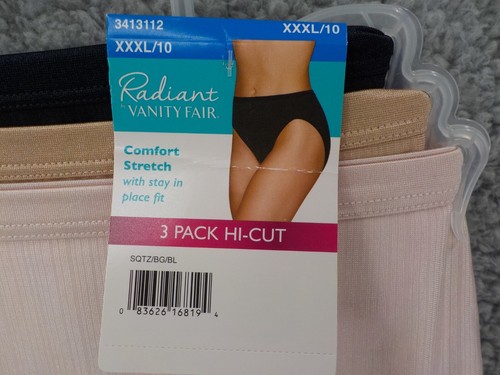 3413112 XXXL/10
XXXL/10
Radiant
BY VANITY FAIR®
Comfort
Stretch
with stay in
place fit
3 PACK HI-CUT
SQTZ/BG/BL
0 83626 16819 4